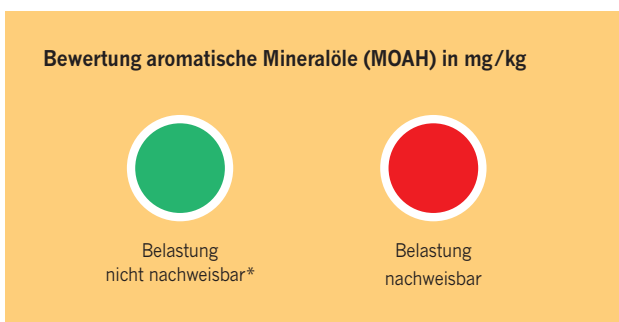 Bewertung aromatische Mineralöle (MOAH) in mg/kg
Belastung
nicht nachweisbar*
Belastung
nachweisbar